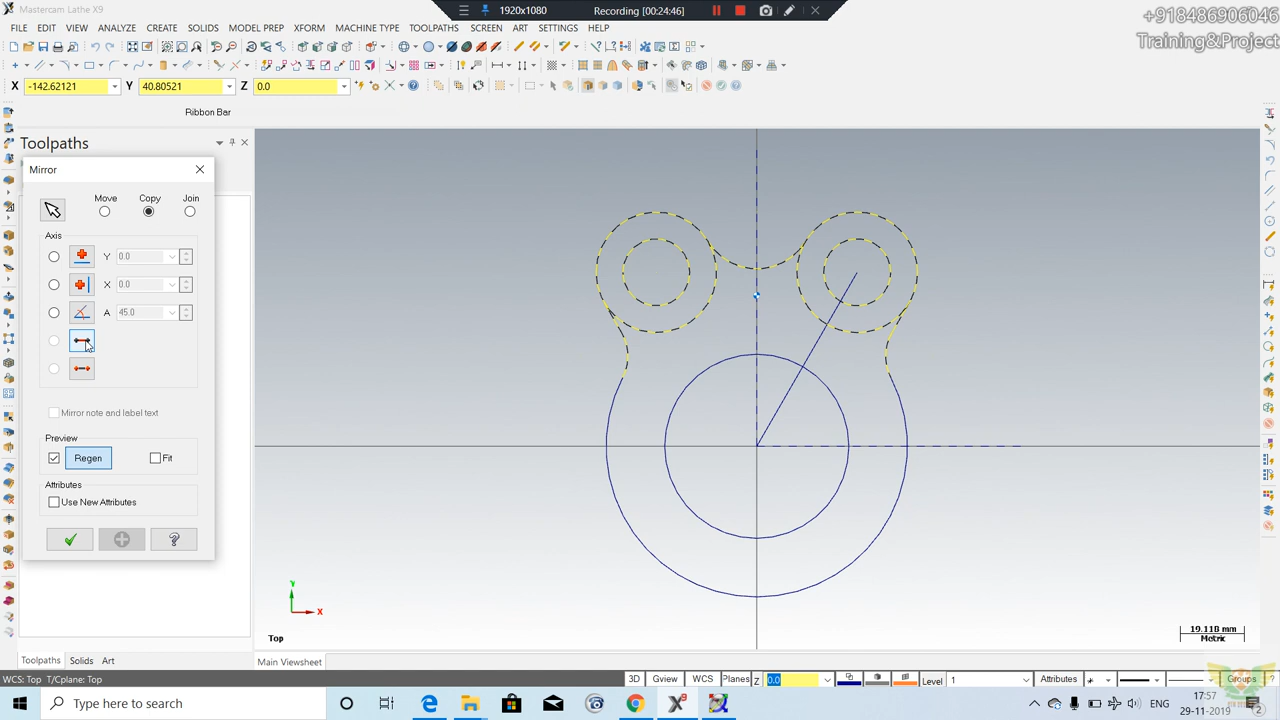 Mastercam Lathe X9
1920x1080
Recording [00:24:46]
+918486906046
Training&Project
FILE EDIT VIEW ANALYZE CREATE SOLIDS MODEL PREP XFORM MACHINE TYPE TOOLPATHS SCREEN ART SETTINGS HELP
X -142.62121 Y 40.80521 Z 0.0
Ribbon Bar
Toolpaths
Mirror
Move Copy Join
Axis
Y 0.0
X 0.0
A 45.0
Mirror note and label text
Preview
Regen Fit
Attributes
Use New Attributes
Y
X
Top
19.118 mm
Metric
Toolpaths Solids Art
Main Viewsheet
WCS: Top T/Cplane: Top
3D Gview WCS Planes Z 0.0 Level 1 Attributes Groups ?
Type here to search
ENG
17:57
29-11-2019
2